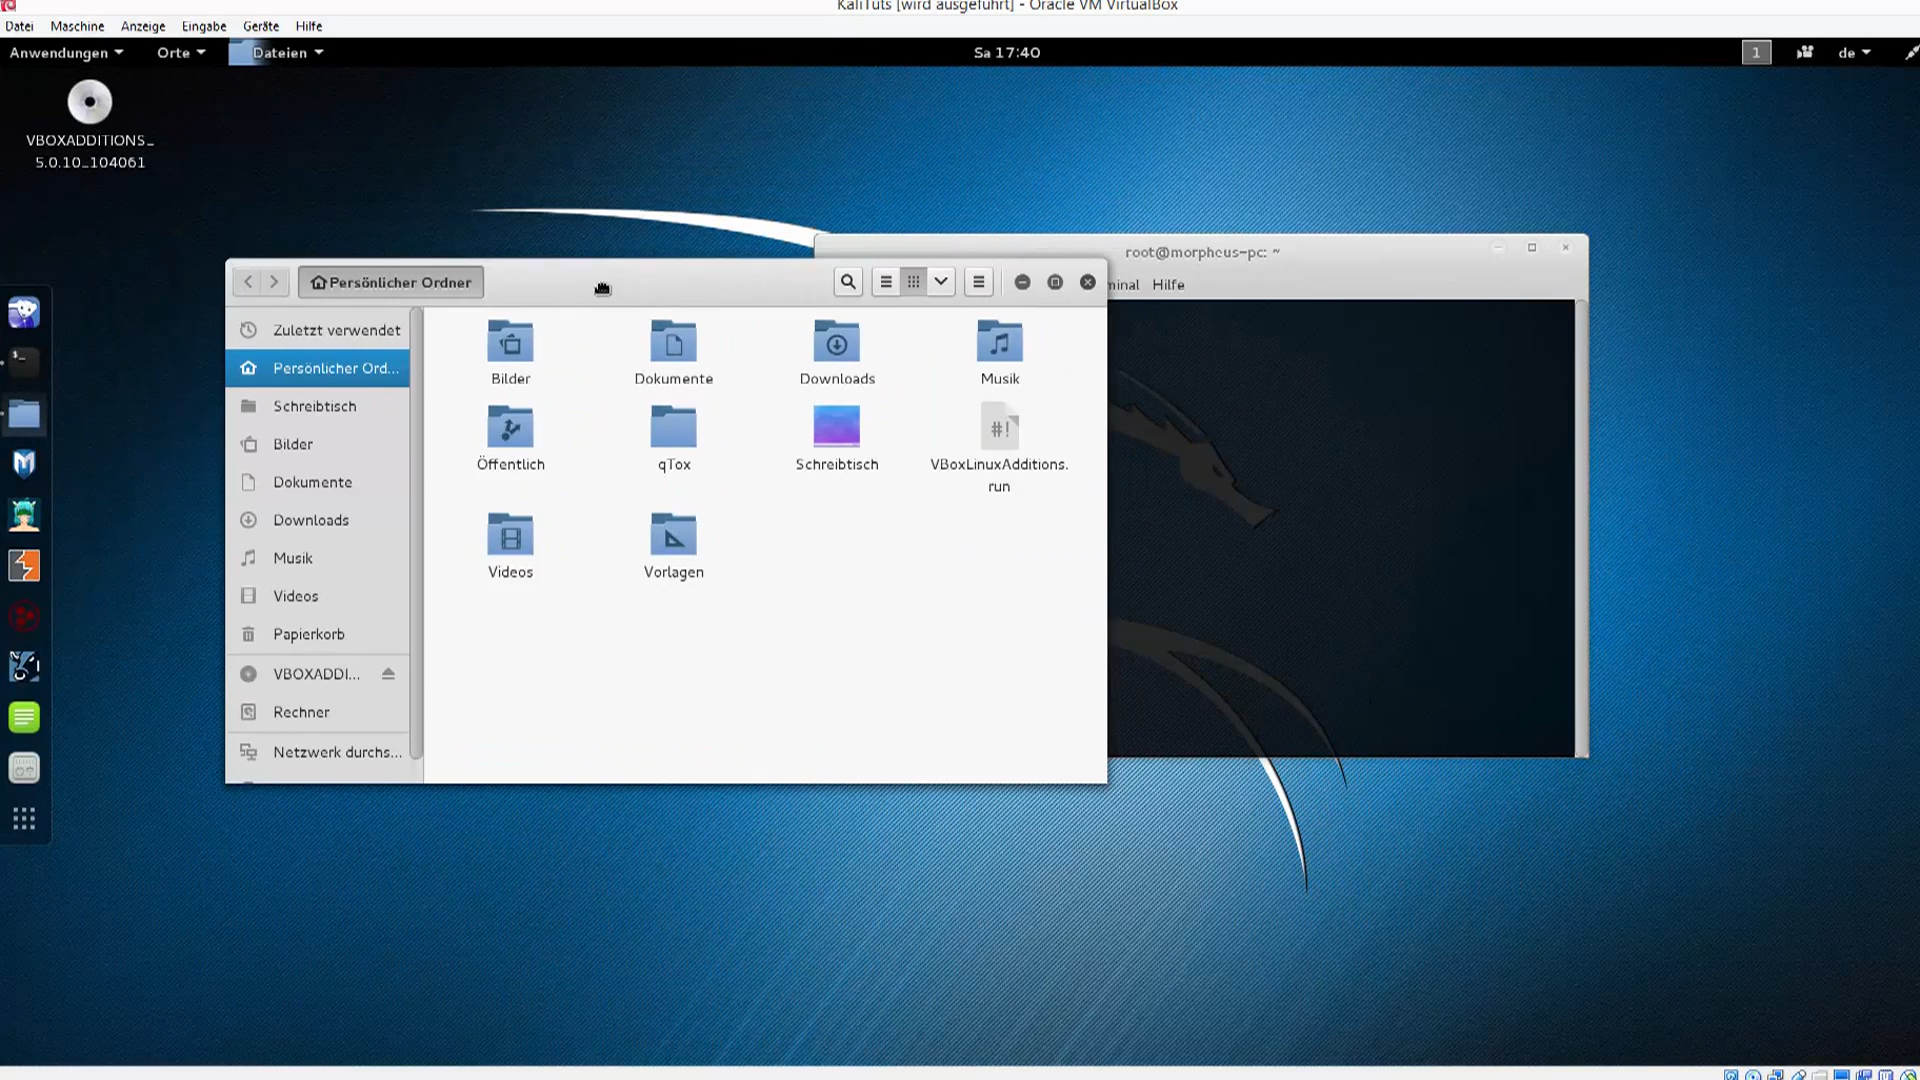 KaliTuts [wird ausgeführt] - Oracle VM VirtualBox
Datei Maschine Anzeige Eingabe Geräte Hilfe
Anwendungen Orte Dateien Sa 17:40 1 de
VBOXADDITIONS_
5.0.10_104061
root@morpheus-pc: ~
minal Hilfe
Persönlicher Ordner
Zuletzt verwendet
Persönlicher Ord...
Schreibtisch
Bilder
Dokumente
Downloads
Musik
Videos
Papierkorb
VBOXADDI...
Rechner
Netzwerk durchs...
Bilder Dokumente Downloads Musik
#!
Öffentlich qTox Schreibtisch VBoxLinuxAdditions.
run
Videos Vorlagen